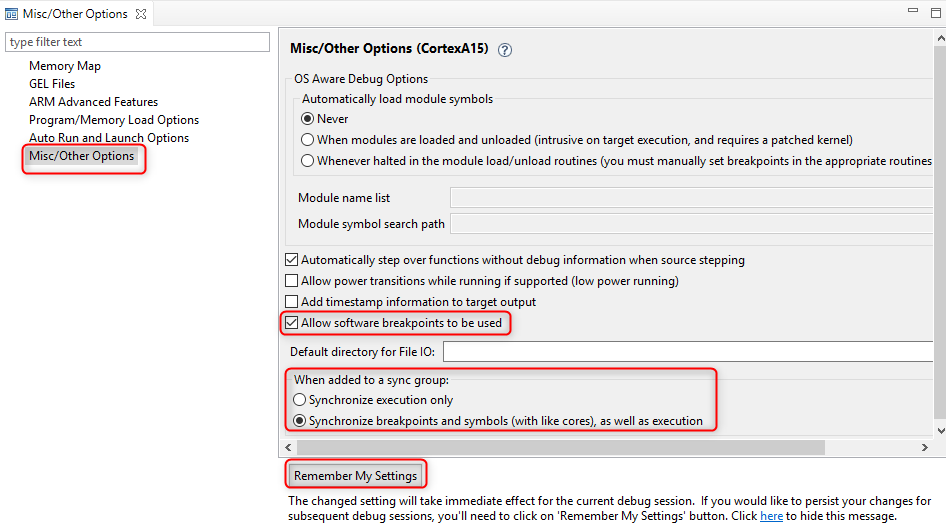 Misc/Other Options
type filter text
Memory Map
GEL Files
ARM Advanced Features
Program/Memory Load Options
Auto Run and Launch Options
Misc/Other Options
Misc/Other Options (CortexA15)
OS Aware Debug Options
Automatically load module symbols
Never
When modules are loaded and unloaded (intrusive on target execution, and requires a patched kernel)
Whenever halted in the module load/unload routines (you must manually set breakpoints in the appropriate routines
Module name list
Module symbol search path
Automatically step over functions without debug information when source stepping
Allow power transitions while running if supported (low power running)
Add timestamp information to target output
Allow software breakpoints to be used
Default directory for File IO:
When added to a sync group:
Synchronize execution only
Synchronize breakpoints and symbols (with like cores), as well as execution
Remember My Settings
The changed setting will take immediate effect for the current debug session.  If you would like to persist your changes for
subsequent debug sessions, you'll need to click on 'Remember My Settings' button. Click here to hide this message.